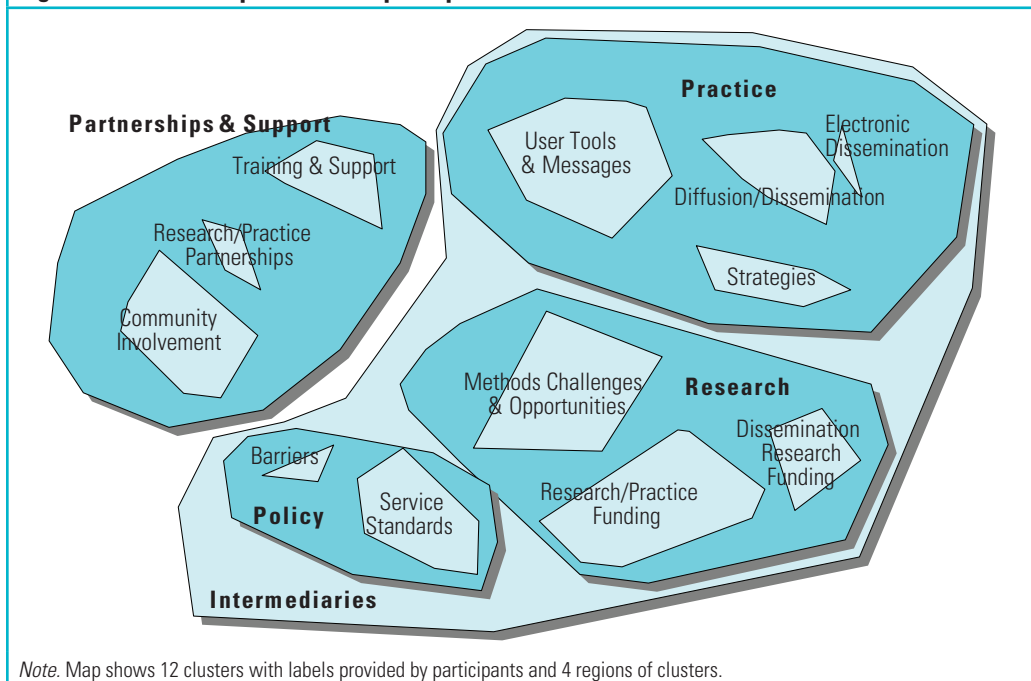 Practice
Partnerships & Support
Electronic
Dissemination
User Tools
& Messages
Training & Support
Diffusion/Dissemination
Research/Practice
Partnerships
Strategies
Community
Involvement
Methods Challenges
& Opportunities
Research
Dissemination
Research
Funding
Barriers
Research/Practice
Funding
Service
Standards
Policy
Intermediaries
Note. Map shows 12 clusters with labels provided by participants and 4 regions of clusters.